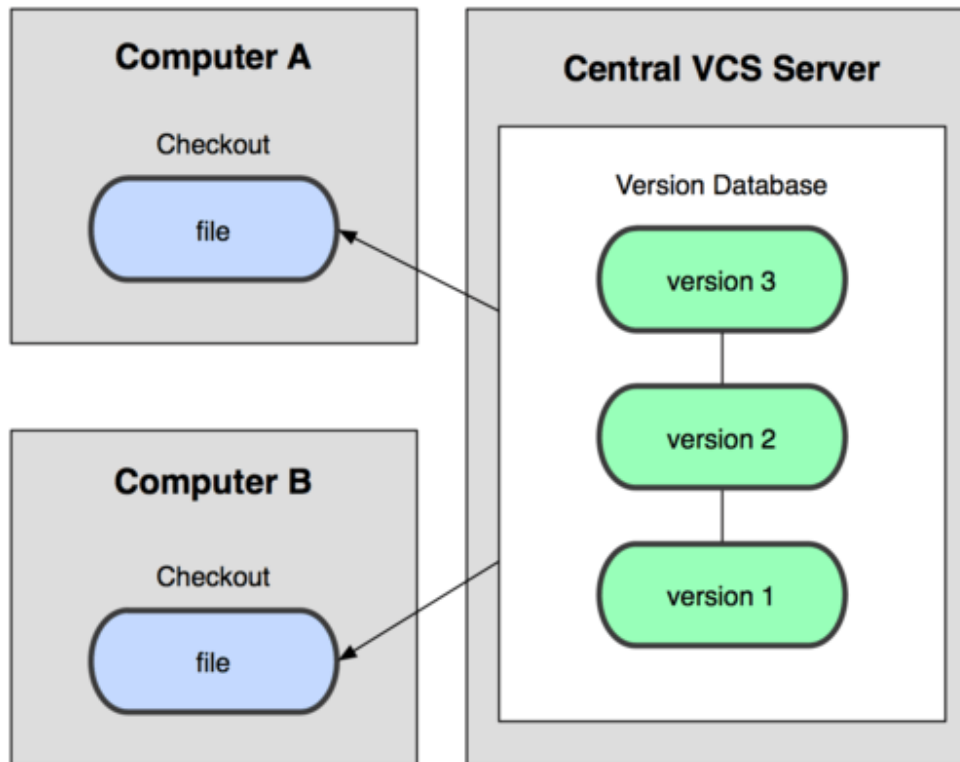 Computer A
Checkout
file
Computer B
Checkout
file
Central VCS Server
Version Database
version 3
version 2
version 1